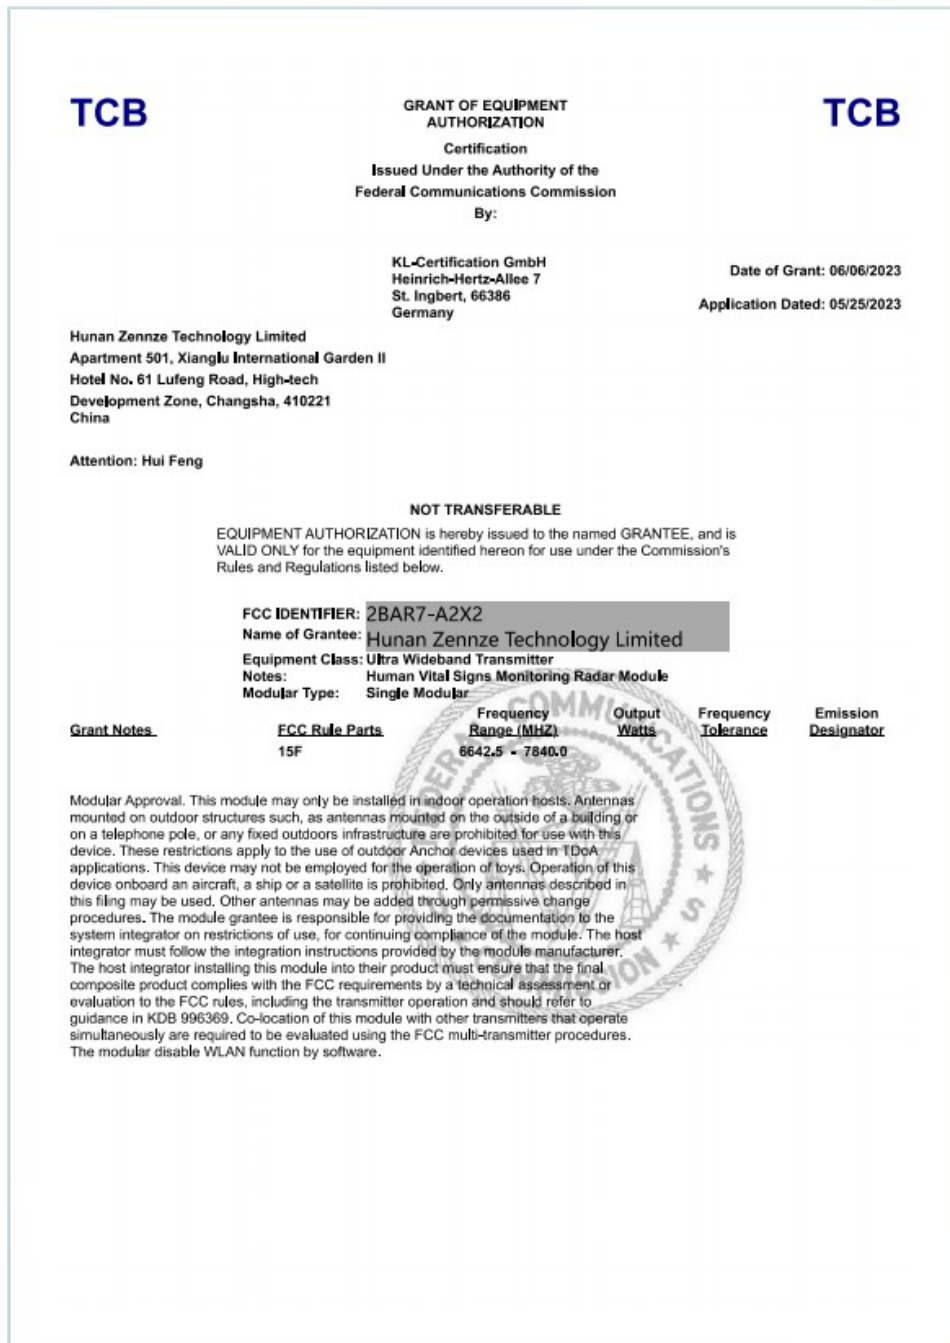 TCB
GRANT OF EQUIPMENT
AUTHORIZATION
TCB
Certification
Issued Under the Authority of the
Federal Communications Commission
By:
KL-Certification GmbH
Heinrich-Hertz-Allee 7
St. Ingbert, 66386
Germany
Date of Grant: 06/06/2023
Application Dated: 05/25/2023
Hunan Zennze Technology Limited
Apartment 501, Xianglu International Garden II
Hotel No. 61 Lufeng Road, High-tech
Development Zone, Changsha, 410221
China
Attention: Hui Feng
NOT TRANSFERABLE
EQUIPMENT AUTHORIZATION is hereby issued to the named GRANTEE, and is
VALID ONLY for the equipment identified hereon for use under the Commission's
Rules and Regulations listed below.
FCC IDENTIFIER: 2BAR7-A2X2
Name of Grantee: Hunan Zennze Technology Limited
Equipment Class: Ultra Wideband Transmitter
Notes: Human Vital Signs Monitoring Radar Module
Modular Type: Single Modular
Grant Notes FCC Rule Parts Frequency Range (MHZ) Output Watts Frequency Tolerance Emission Designator
15F 6642.5 - 7840.0
Modular Approval. This module may only be installed in indoor operation hosts. Antennas
mounted on outdoor structures such, as antennas mounted on the outside of a building or
on a telephone pole, or any fixed outdoors infrastructure are prohibited for use with this
device. These restrictions apply to the use of outdoor Anchor devices used in TDoA
applications. This device may not be employed for the operation of toys. Operation of this
device onboard an aircraft, a ship or a satellite is prohibited. Only antennas described in
this filing may be used. Other antennas may be added through permissive change
procedures. The module grantee is responsible for providing the documentation to the
system integrator on restrictions of use, for continuing compliance of the module. The host
integrator must follow the integration instructions provided by the module manufacturer.
The host integrator installing this module into their product must ensure that the final
composite product complies with the FCC requirements by a technical assessment or
evaluation to the FCC rules, including the transmitter operation and should refer to
guidance in KDB 996369. Co-location of this module with other transmitters that operate
simultaneously are required to be evaluated using the FCC multi-transmitter procedures.
The modular disable WLAN function by software.
FEDERAL COMMUNICATIONS COMMISSION